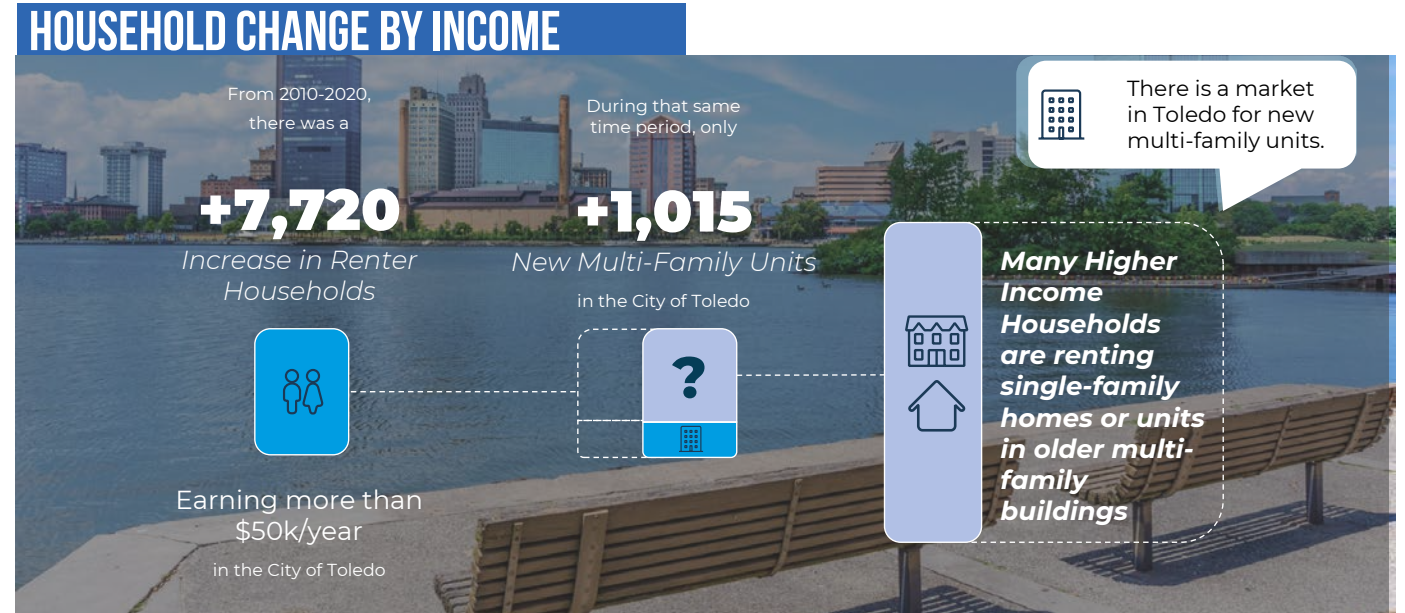 HOUSEHOLD CHANGE BY INCOME
From 2010-2020,
there was a
+7,720
Increase in Renter
Households
Earning more than
$50k/year
in the City of Toledo
During that same
time period, only
+1,015
New Multi-Family Units
in the City of Toledo
?
Many Higher
Income
Households
are renting
single-family
homes or units
in older multi-
family
buildings
There is a market
in Toledo for new
multi-family units.